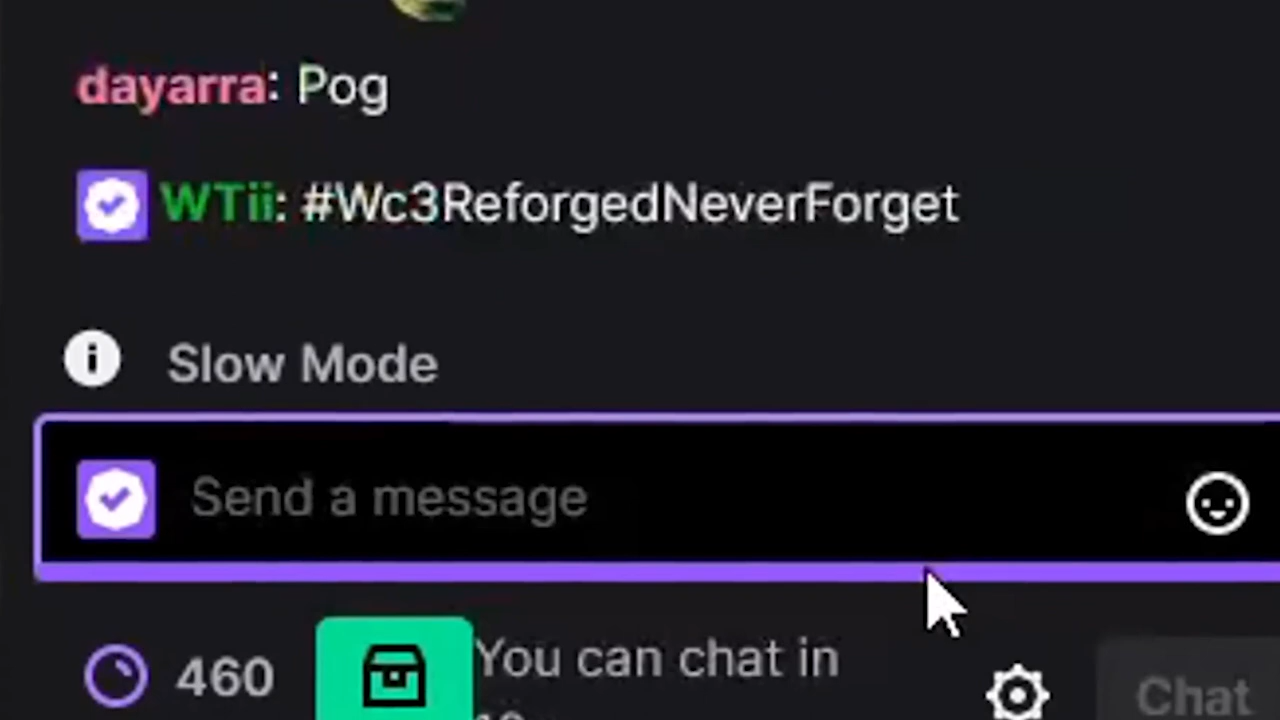 dayarra: Pog
WTii: #Wc3ReforgedNeverForget
Slow Mode
Send a message
460
You can chat in
Chat